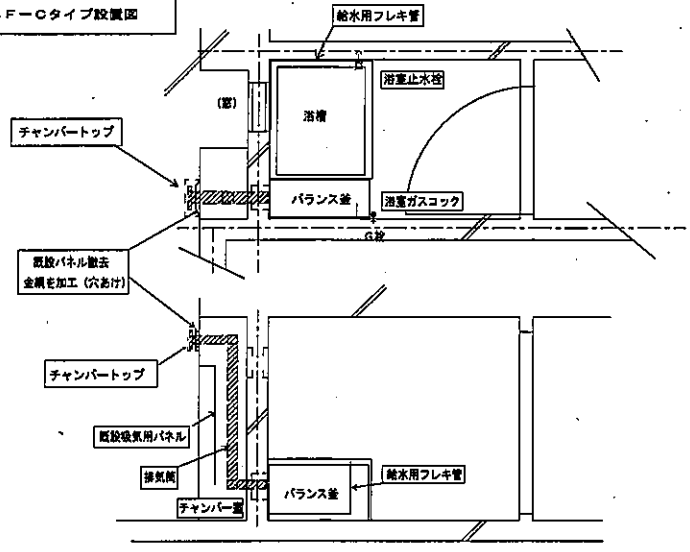 F－Cタイプ設置図
給水用フレキ管
浴室止水栓
(窓)
浴槽
チャンバートップ
バランス釜
浴室ガスコック
G栓
既設パネル撤去
金網を加工（穴あけ）
チャンバートップ
既設吸気用パネル
排気筒
チャンバー室
バランス釜
給水用フレキ管